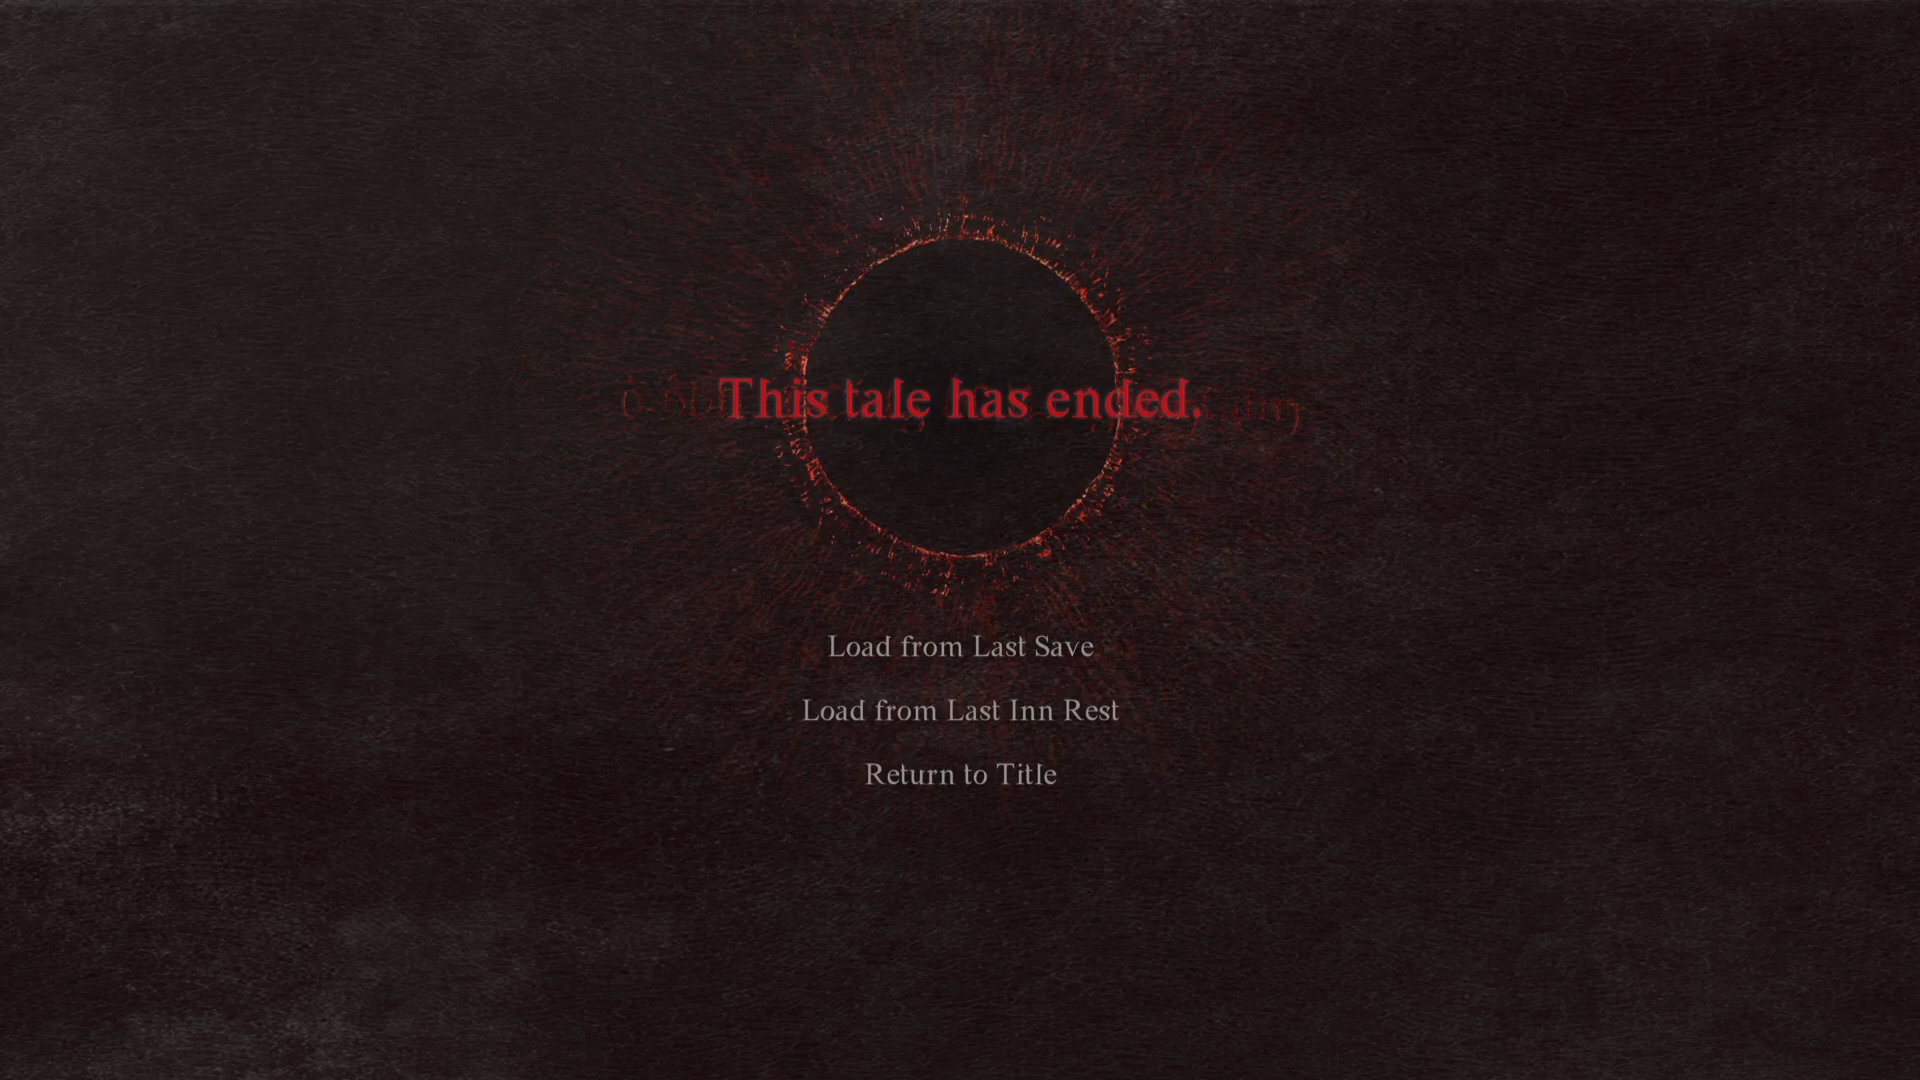 This tale has ended.
Load from Last Save
Load from Last Inn Rest
Return to Title